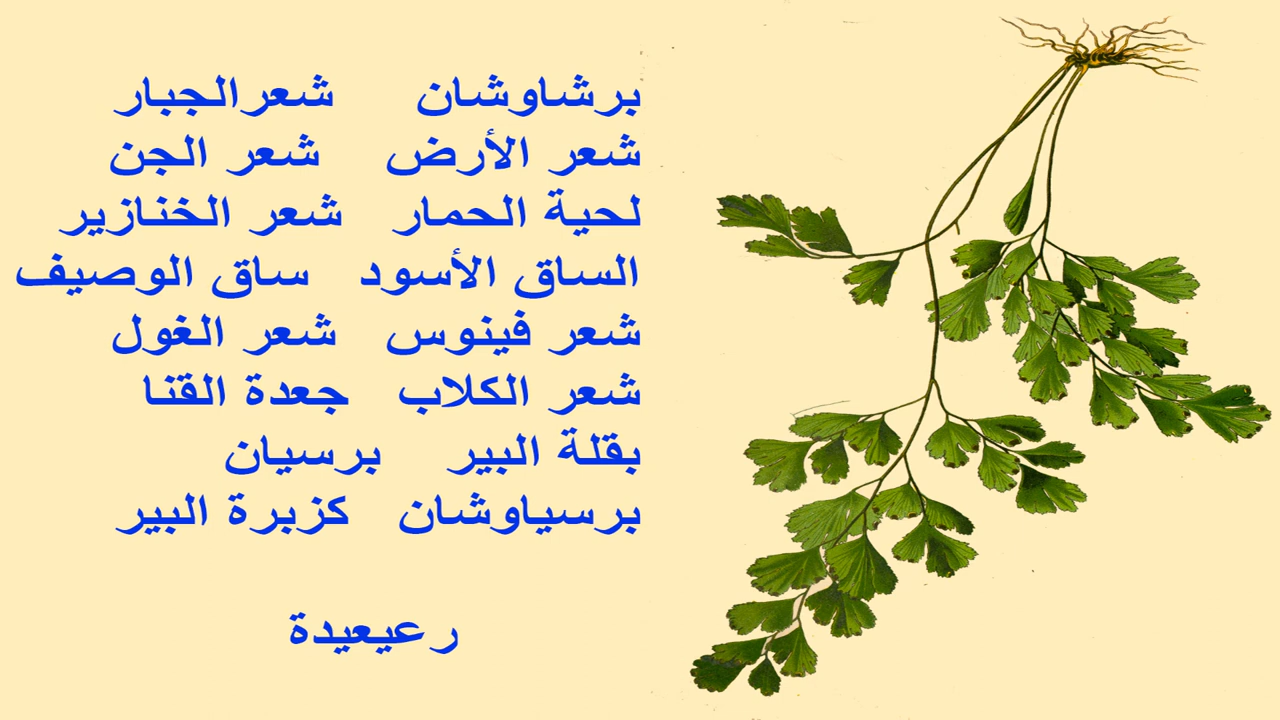 برشاوشان شعرالجبار
شعر الأرض شعر الجن
لحية الحمار شعر الخنازير
الساق الأسود ساق الوصيف
شعر فينوس شعر الغول
شعر الكلاب جعدة القنا
بقلة البير برسيان
برسياوشان كزبرة البير
رعيعيدة